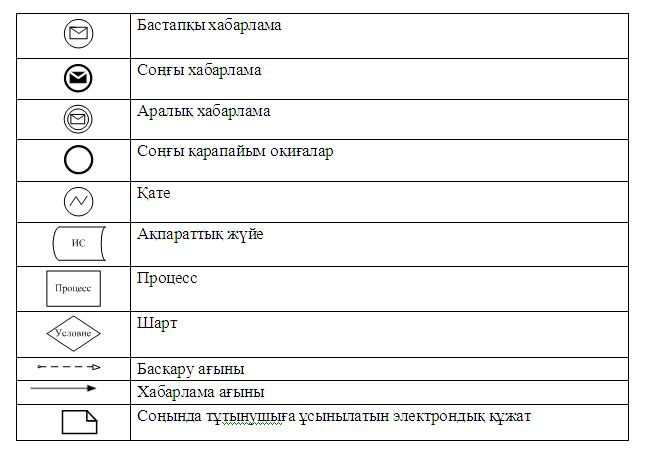 Бастапқы хабарлама
Соңғы хабарлама
Аралық хабарлама
Соңғы қарапайым оқиғалар
Қате
ИС
Ақпараттық жүйе
Процесс
Процесс
Условие
Шарт
Басқару ағыны
Хабарлама ағыны
Соңында тұтынушыға ұсынылатын электрондық құжат